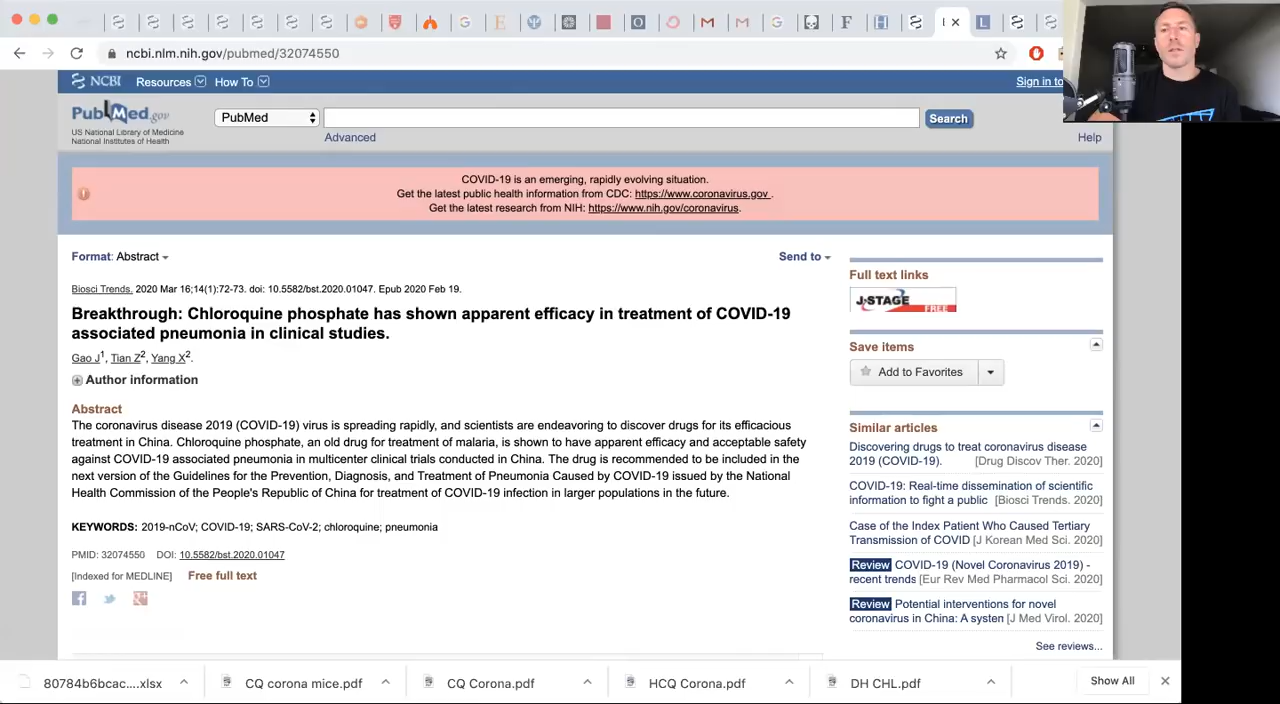 ncbi.nlm.nih.gov/pubmed/32074550
NCBI Resources How To Sign in to
PubMed.gov
US National Library of Medicine
National Institutes of Health
PubMed
Search
Advanced
Help
COVID-19 is an emerging, rapidly evolving situation.
Get the latest public health information from CDC: https://www.coronavirus.gov .
Get the latest research from NIH: https://www.nih.gov/coronavirus.
Format: Abstract
Send to
Biosci Trends. 2020 Mar 16;14(1):72-73. doi: 10.5582/bst.2020.01047. Epub 2020 Feb 19.
Breakthrough: Chloroquine phosphate has shown apparent efficacy in treatment of COVID-19
associated pneumonia in clinical studies.
Gao J1, Tian Z2, Yang X2.
Author information
Abstract
The coronavirus disease 2019 (COVID-19) virus is spreading rapidly, and scientists are endeavoring to discover drugs for its efficacious
treatment in China. Chloroquine phosphate, an old drug for treatment of malaria, is shown to have apparent efficacy and acceptable safety
against COVID-19 associated pneumonia in multicenter clinical trials conducted in China. The drug is recommended to be included in the
next version of the Guidelines for the Prevention, Diagnosis, and Treatment of Pneumonia Caused by COVID-19 issued by the National
Health Commission of the People's Republic of China for treatment of COVID-19 infection in larger populations in the future.
KEYWORDS: 2019-nCoV; COVID-19; SARS-CoV-2; chloroquine; pneumonia
PMID: 32074550 DOI: 10.5582/bst.2020.01047
[Indexed for MEDLINE] Free full text
Full text links
J-STAGE
FREE
Save items
Add to Favorites
Similar articles
Discovering drugs to treat coronavirus disease
2019 (COVID-19). [Drug Discov Ther. 2020]
COVID-19: Real-time dissemination of scientific
information to fight a public [Biosci Trends. 2020]
Case of the Index Patient Who Caused Tertiary
Transmission of COVID [J Korean Med Sci. 2020]
Review COVID-19 (Novel Coronavirus 2019) -
recent trends [Eur Rev Med Pharmacol Sci. 2020]
Review Potential interventions for novel
coronavirus in China: A systen [J Med Virol. 2020]
See reviews...
80784b6bcac....xlsx
CQ corona mice.pdf
CQ Corona.pdf
HCQ Corona.pdf
DH CHL.pdf
Show All